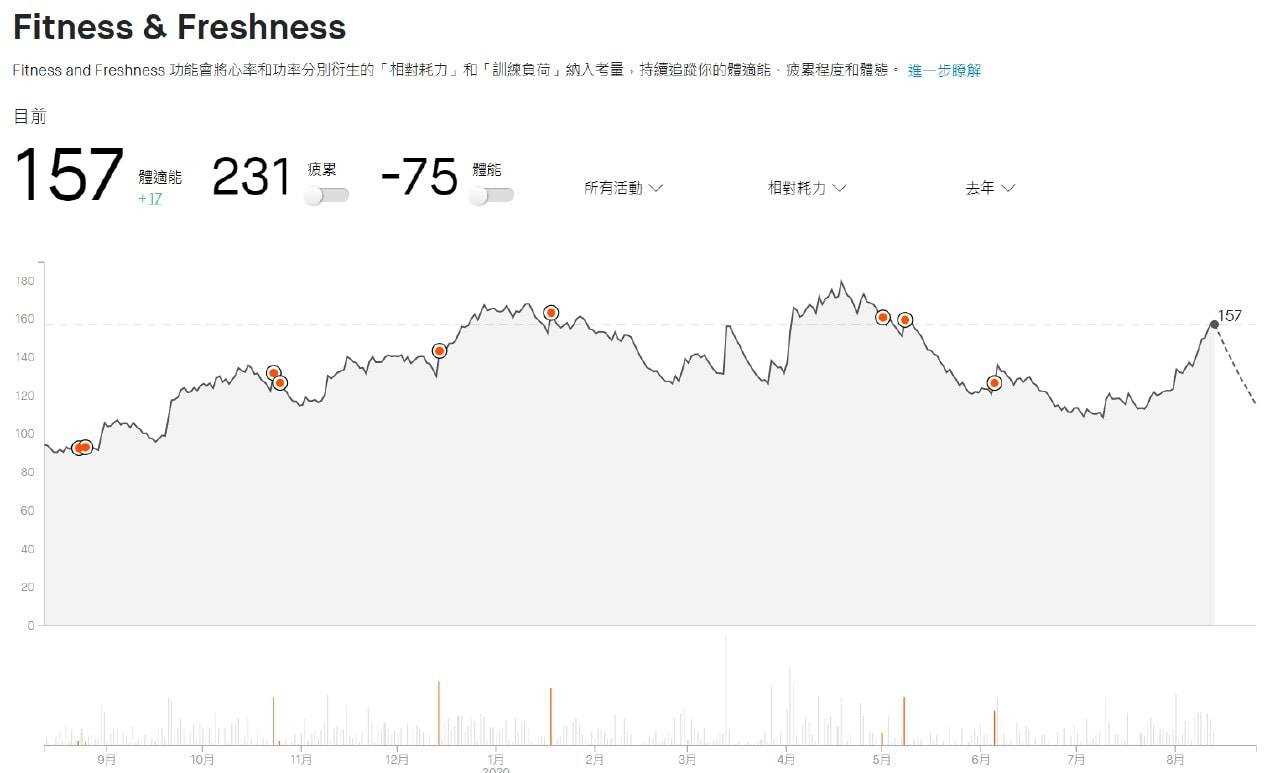 Fitness & Freshness
Fitness and Freshness 功能會將心率和功率分別衍生的「相對耗力」和「訓練負荷」納入考量，持續追蹤你的體適能、疲累程度和體態。 進一步瞭解
目前
157 體適能 +17 231 疲累 -75 體能 所有活動 相對耗力 去年
180
160
157
140
120
100
80
60
40
20
0
9月 10月 11月 12月 1月 2月 3月 4月 5月 6月 7月 8月
2020